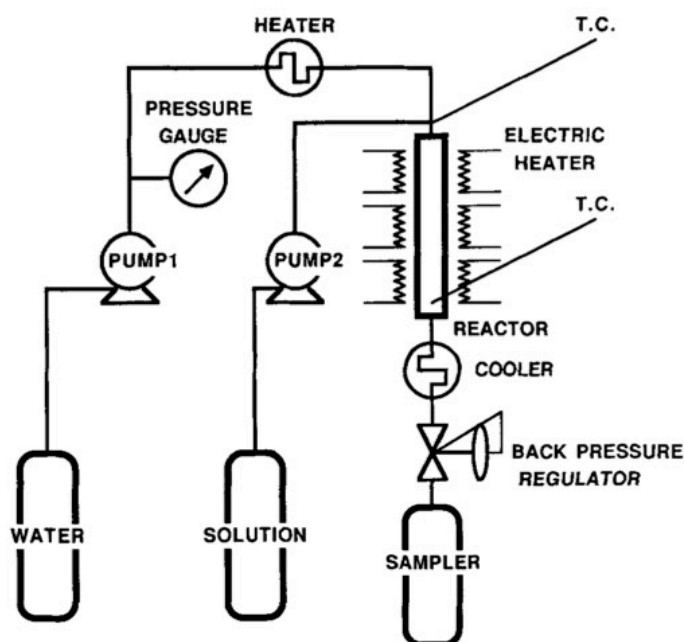 HEATER
T.C.
PRESSURE
GAUGE
ELECTRIC
HEATER
T.C.
PUMP1
PUMP2
REACTOR
COOLER
BACK PRESSURE
REGULATOR
WATER
SOLUTION
SAMPLER